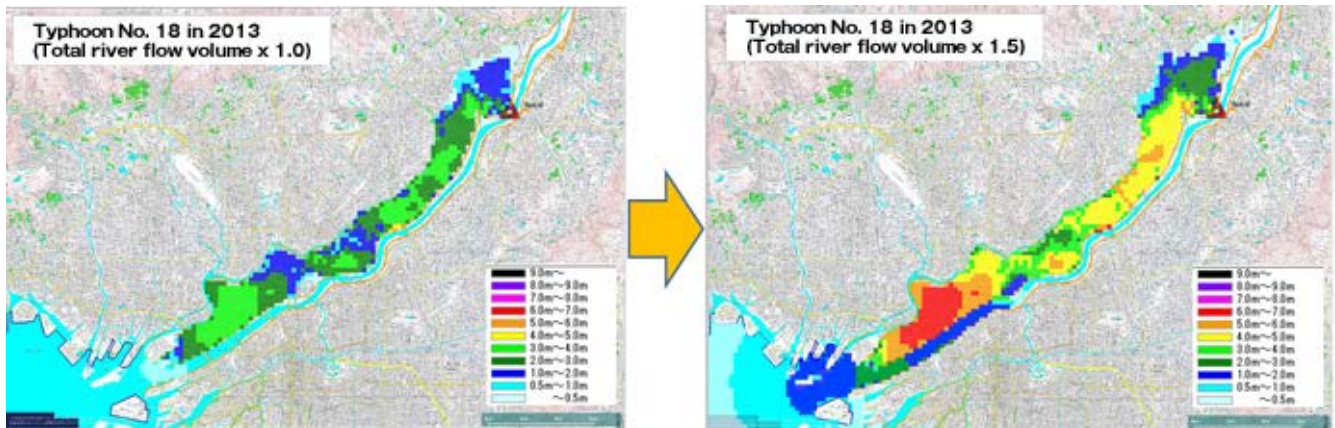 Typhoon No. 18 in 2013
(Total river flow volume x 1.0)
9.0m~
8.0m~9.0m
7.0m~8.0m
6.0m~7.0m
5.0m~6.0m
4.0m~5.0m
3.0m~4.0m
2.0m~3.0m
1.0m~2.0m
0.5m~1.0m
~0.5m
Typhoon No. 18 in 2013
(Total river flow volume x 1.5)
9.0m~
8.0m~9.0m
7.0m~8.0m
6.0m~7.0m
5.0m~6.0m
4.0m~5.0m
3.0m~4.0m
2.0m~3.0m
1.0m~2.0m
0.5m~1.0m
~0.5m